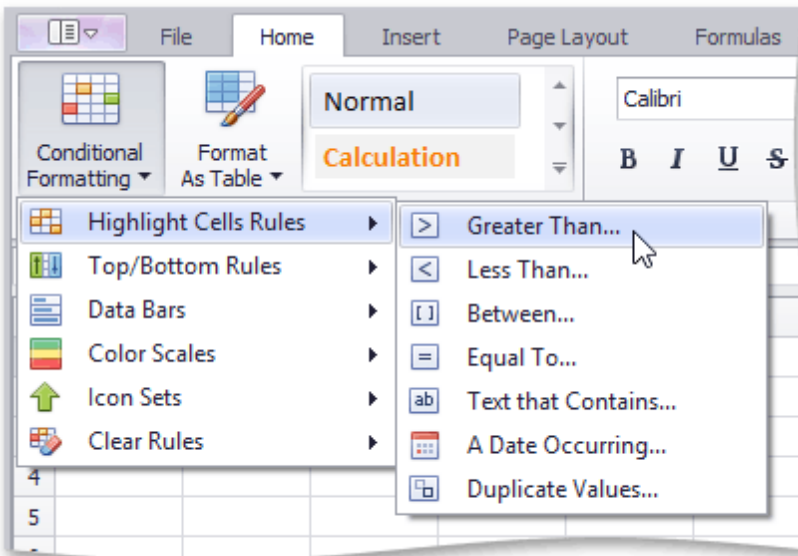 File Home Insert Page Layout Formulas
Normal
Calculation
Calibri
B I U S
Conditional Formatting
Format As Table
Highlight Cells Rules
Top/Bottom Rules
Data Bars
Color Scales
Icon Sets
Clear Rules
>
Greater Than...
<
Less Than...
[ ]
Between...
=
Equal To...
ab
Text that Contains...
A Date Occurring...
Duplicate Values...
4
5